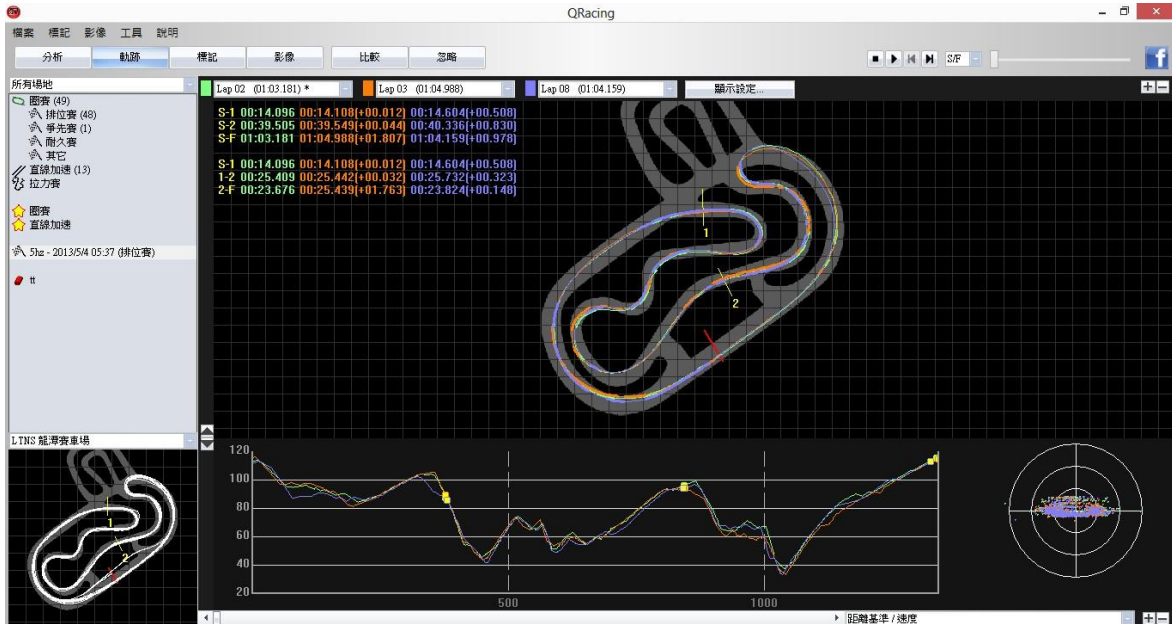 QRacing
檔案 標記 影像 工具 說明
分析 軌跡 標記 影像 比較 忽略 S/F
所有場地 Lap 02 (01:03.181) * Lap 03 (01:04.988) Lap 08 (01:04.159) 顯示設定...
圈賽 (49)
排位賽 (48)
爭先賽 (1)
耐久賽
其它
直線加速 (13)
拉力賽
圈賽
直線加速
5hz - 2013/5/4 05:37 (排位賽)
tt
S-1 00:14.096 00:14.108(+00.012) 00:14.604(+00.508)
S-2 00:39.505 00:39.549(+00.044) 00:40.336(+00.830)
S-F 01:03.181 01:04.988(+01.807) 01:04.159(+00.978)
S-1 00:14.096 00:14.108(+00.012) 00:14.604(+00.508)
1-2 00:25.409 00:25.442(+00.032) 00:25.732(+00.323)
2-F 00:23.676 00:25.439(+01.763) 00:23.824(+00.148)
1
2
LTNS 龍潭賽車場
1
2
120
100
80
60
40
20
500 1000
距離基準 / 速度